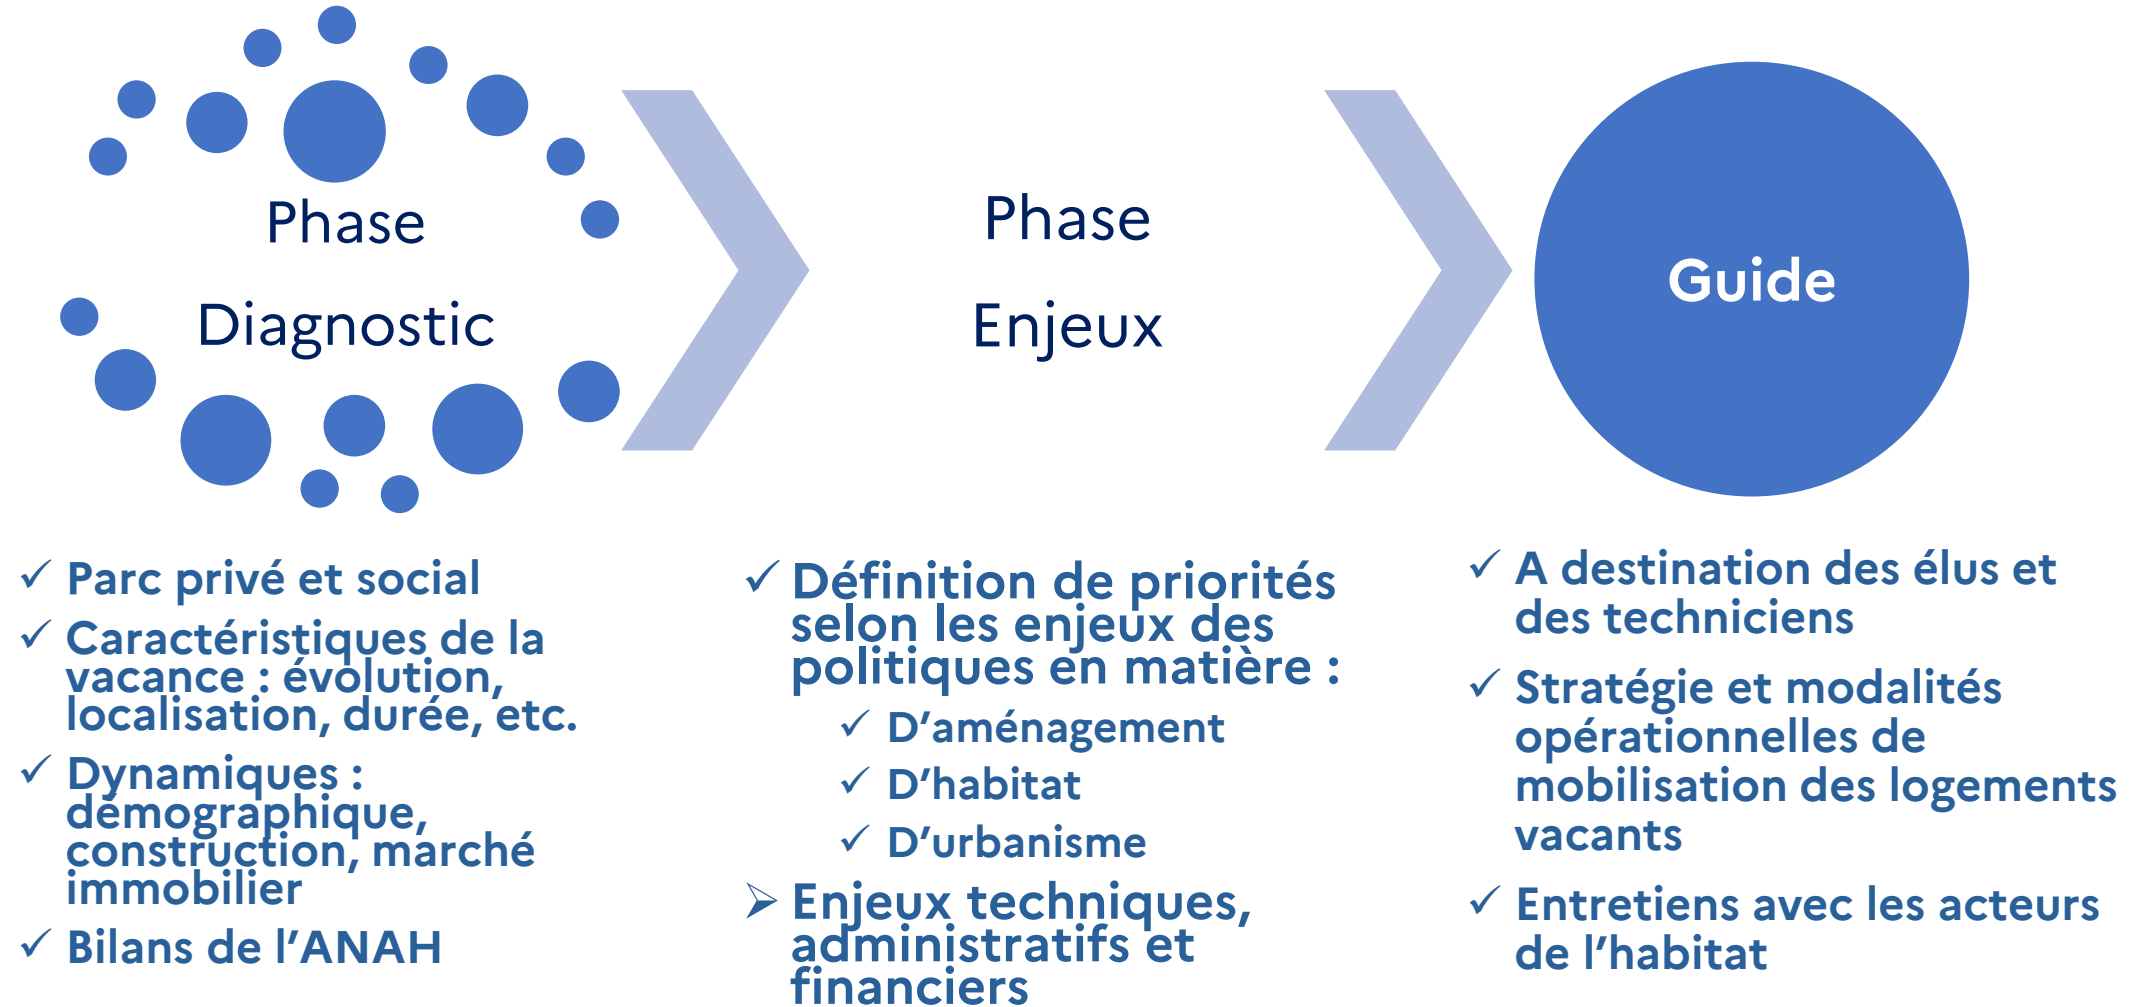 Phase
Diagnostic
Phase
Enjeux
Guide
✓ Parc privé et social
✓ Caractéristiques de la
vacance : évolution,
localisation, durée, etc.
✓ Dynamiques :
démographique,
construction, marché
immobilier
✓ Bilans de l’ANAH
✓ Définition de priorités
selon les enjeux des
politiques en matière :
✓ D’aménagement
✓ D’habitat
✓ D’urbanisme
➢ Enjeux techniques,
administratifs et
financiers
✓ A destination des élus et
des techniciens
✓ Stratégie et modalités
opérationnelles de
mobilisation des logements
vacants
✓ Entretiens avec les acteurs
de l’habitat